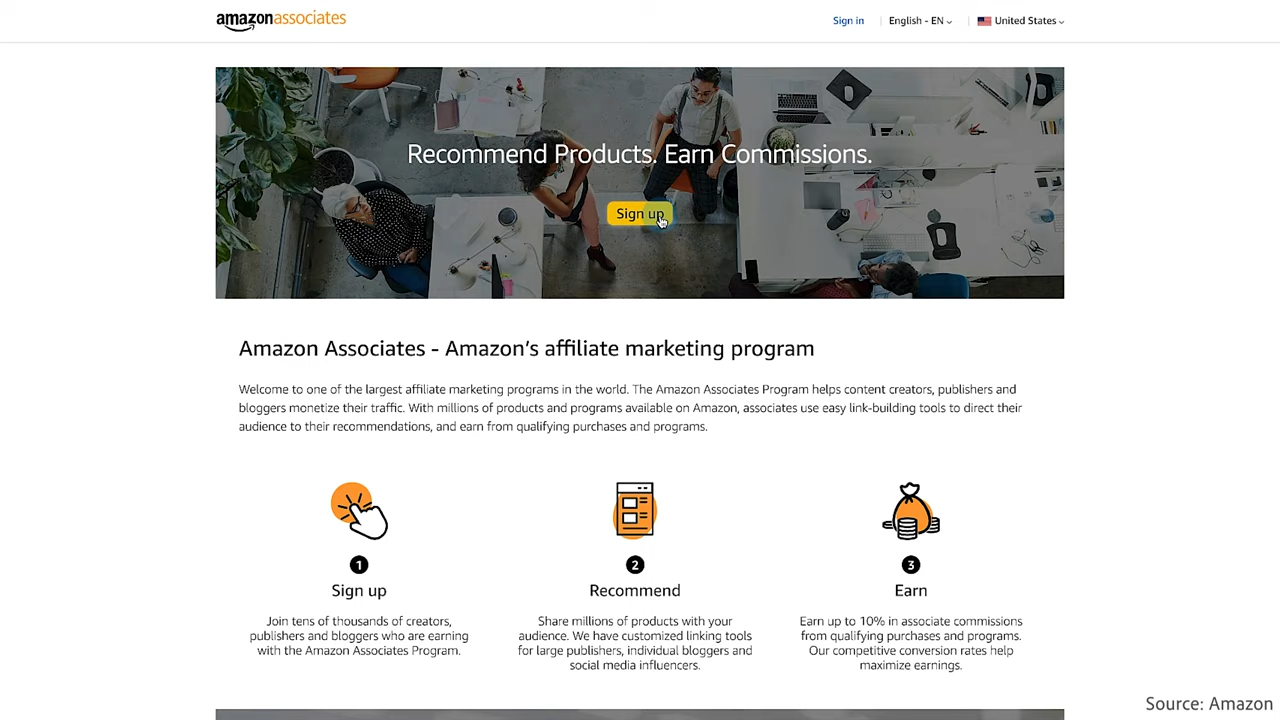 amazonassociates
Sign in
English - EN
United States
Recommend Products. Earn Commissions.
Sign up
Amazon Associates - Amazon's affiliate marketing program
Welcome to one of the largest affiliate marketing programs in the world. The Amazon Associates Program helps content creators, publishers and
bloggers monetize their traffic. With millions of products and programs available on Amazon, associates use easy link-building tools to direct their
audience to their recommendations, and earn from qualifying purchases and programs.
1
Sign up
Join tens of thousands of creators,
publishers and bloggers who are earning
with the Amazon Associates Program.
2
Recommend
Share millions of products with your
audience. We have customized linking tools
for large publishers, individual bloggers and
social media influencers.
3
Earn
Earn up to 10% in associate commissions
from qualifying purchases and programs.
Our competitive conversion rates help
maximize earnings.
Source: Amazon